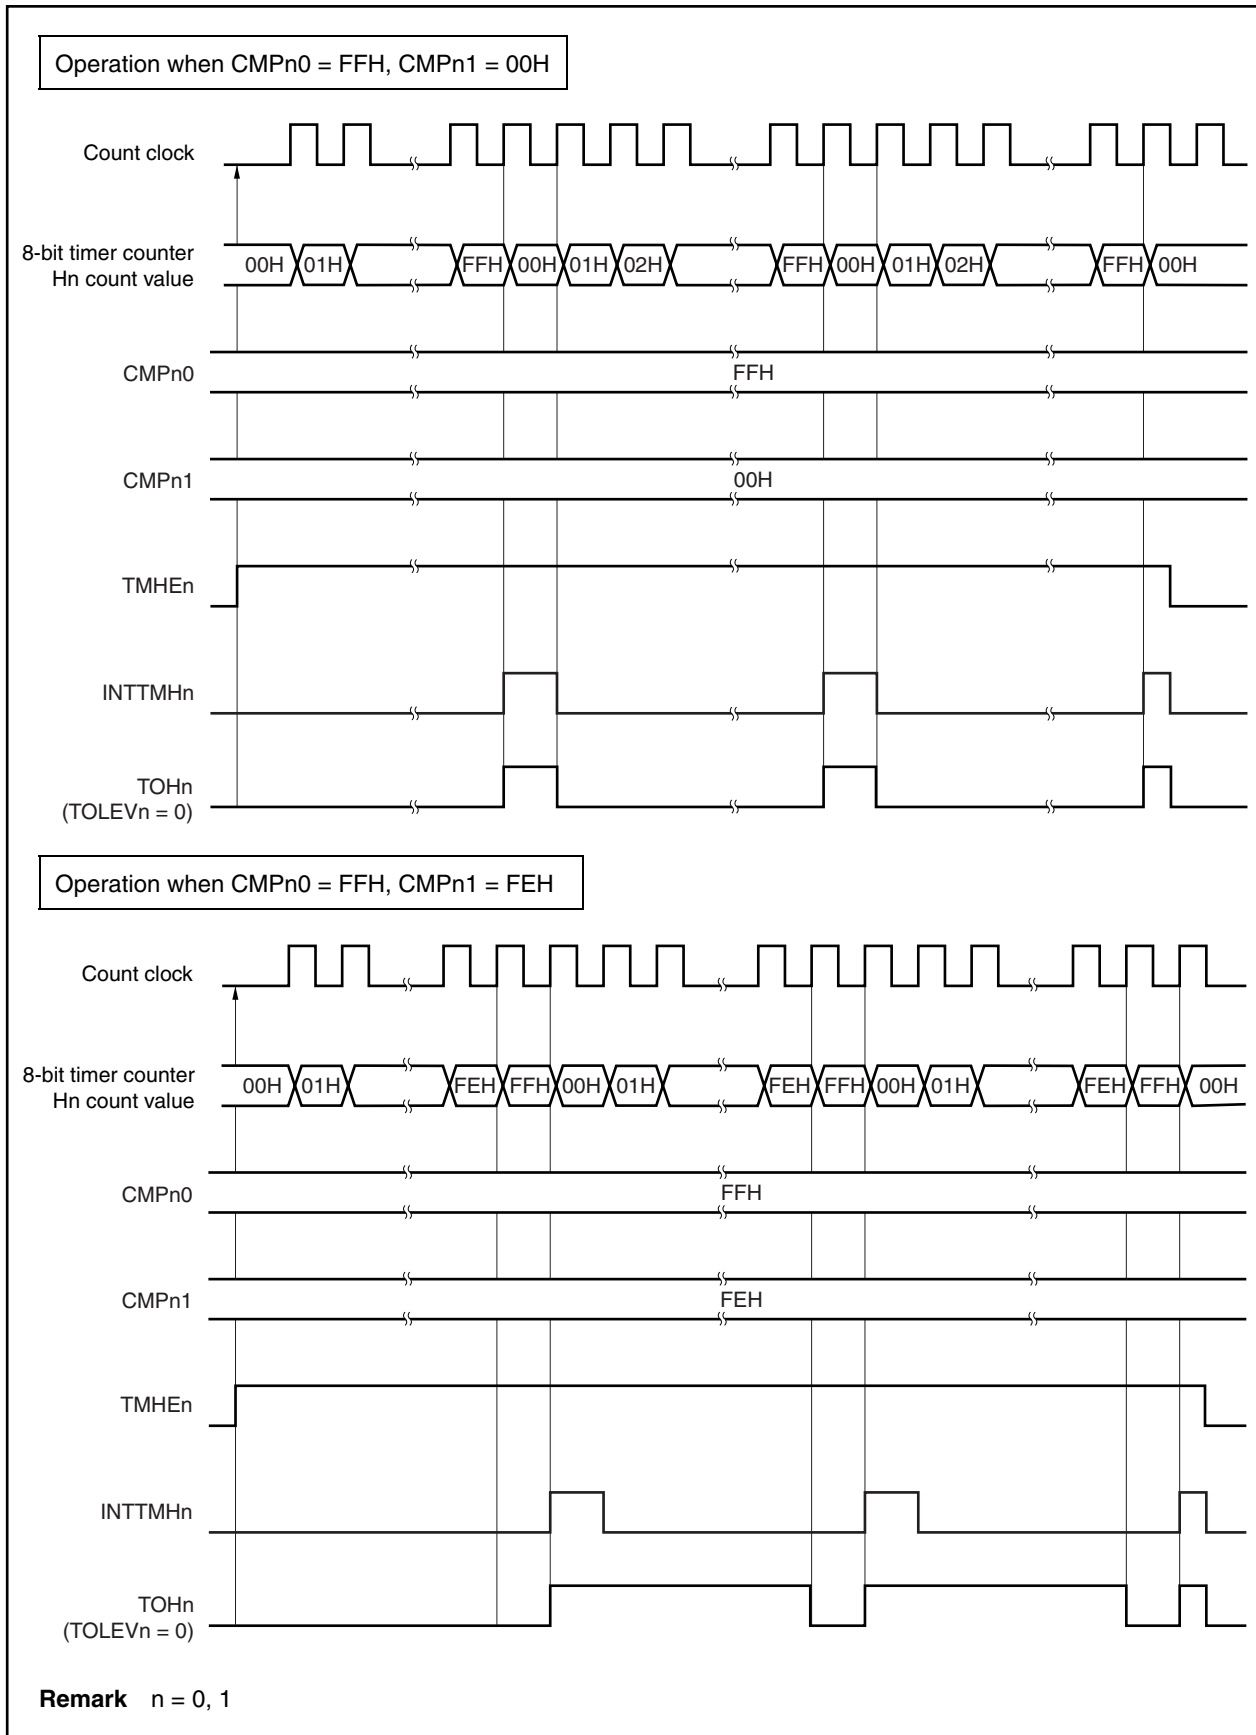 Operation when CMPn0 = FFH, CMPn1 = 00H
Count clock
8-bit timer counter
Hn count value
00H 01H FFH 00H 01H 02H FFH 00H 01H 02H FFH 00H
CMPn0
FFH
CMPn1
00H
TMHEn
INTTMHn
TOHn
(TOLEVn = 0)
Operation when CMPn0 = FFH, CMPn1 = FEH
Count clock
8-bit timer counter
Hn count value
00H 01H FEH FFH 00H 01H FEH FFH 00H 01H FEH FFH 00H
CMPn0
FFH
CMPn1
FEH
TMHEn
INTTMHn
TOHn
(TOLEVn = 0)
Remark n = 0, 1